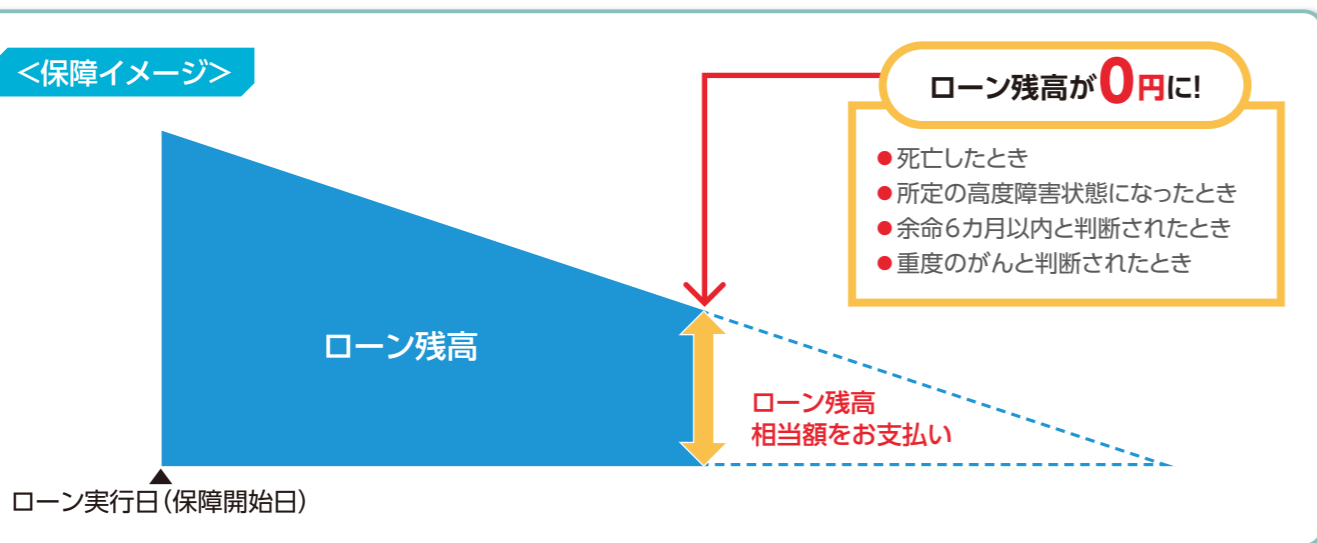 <保障イメージ>
ローン残高が0円に!
●死亡したとき
●所定の高度障害状態になったとき
●余命6カ月以内と判断されたとき
●重度のがんと判断されたとき
ローン残高
ローン残高
相当額をお支払い
ローン実行日(保障開始日)